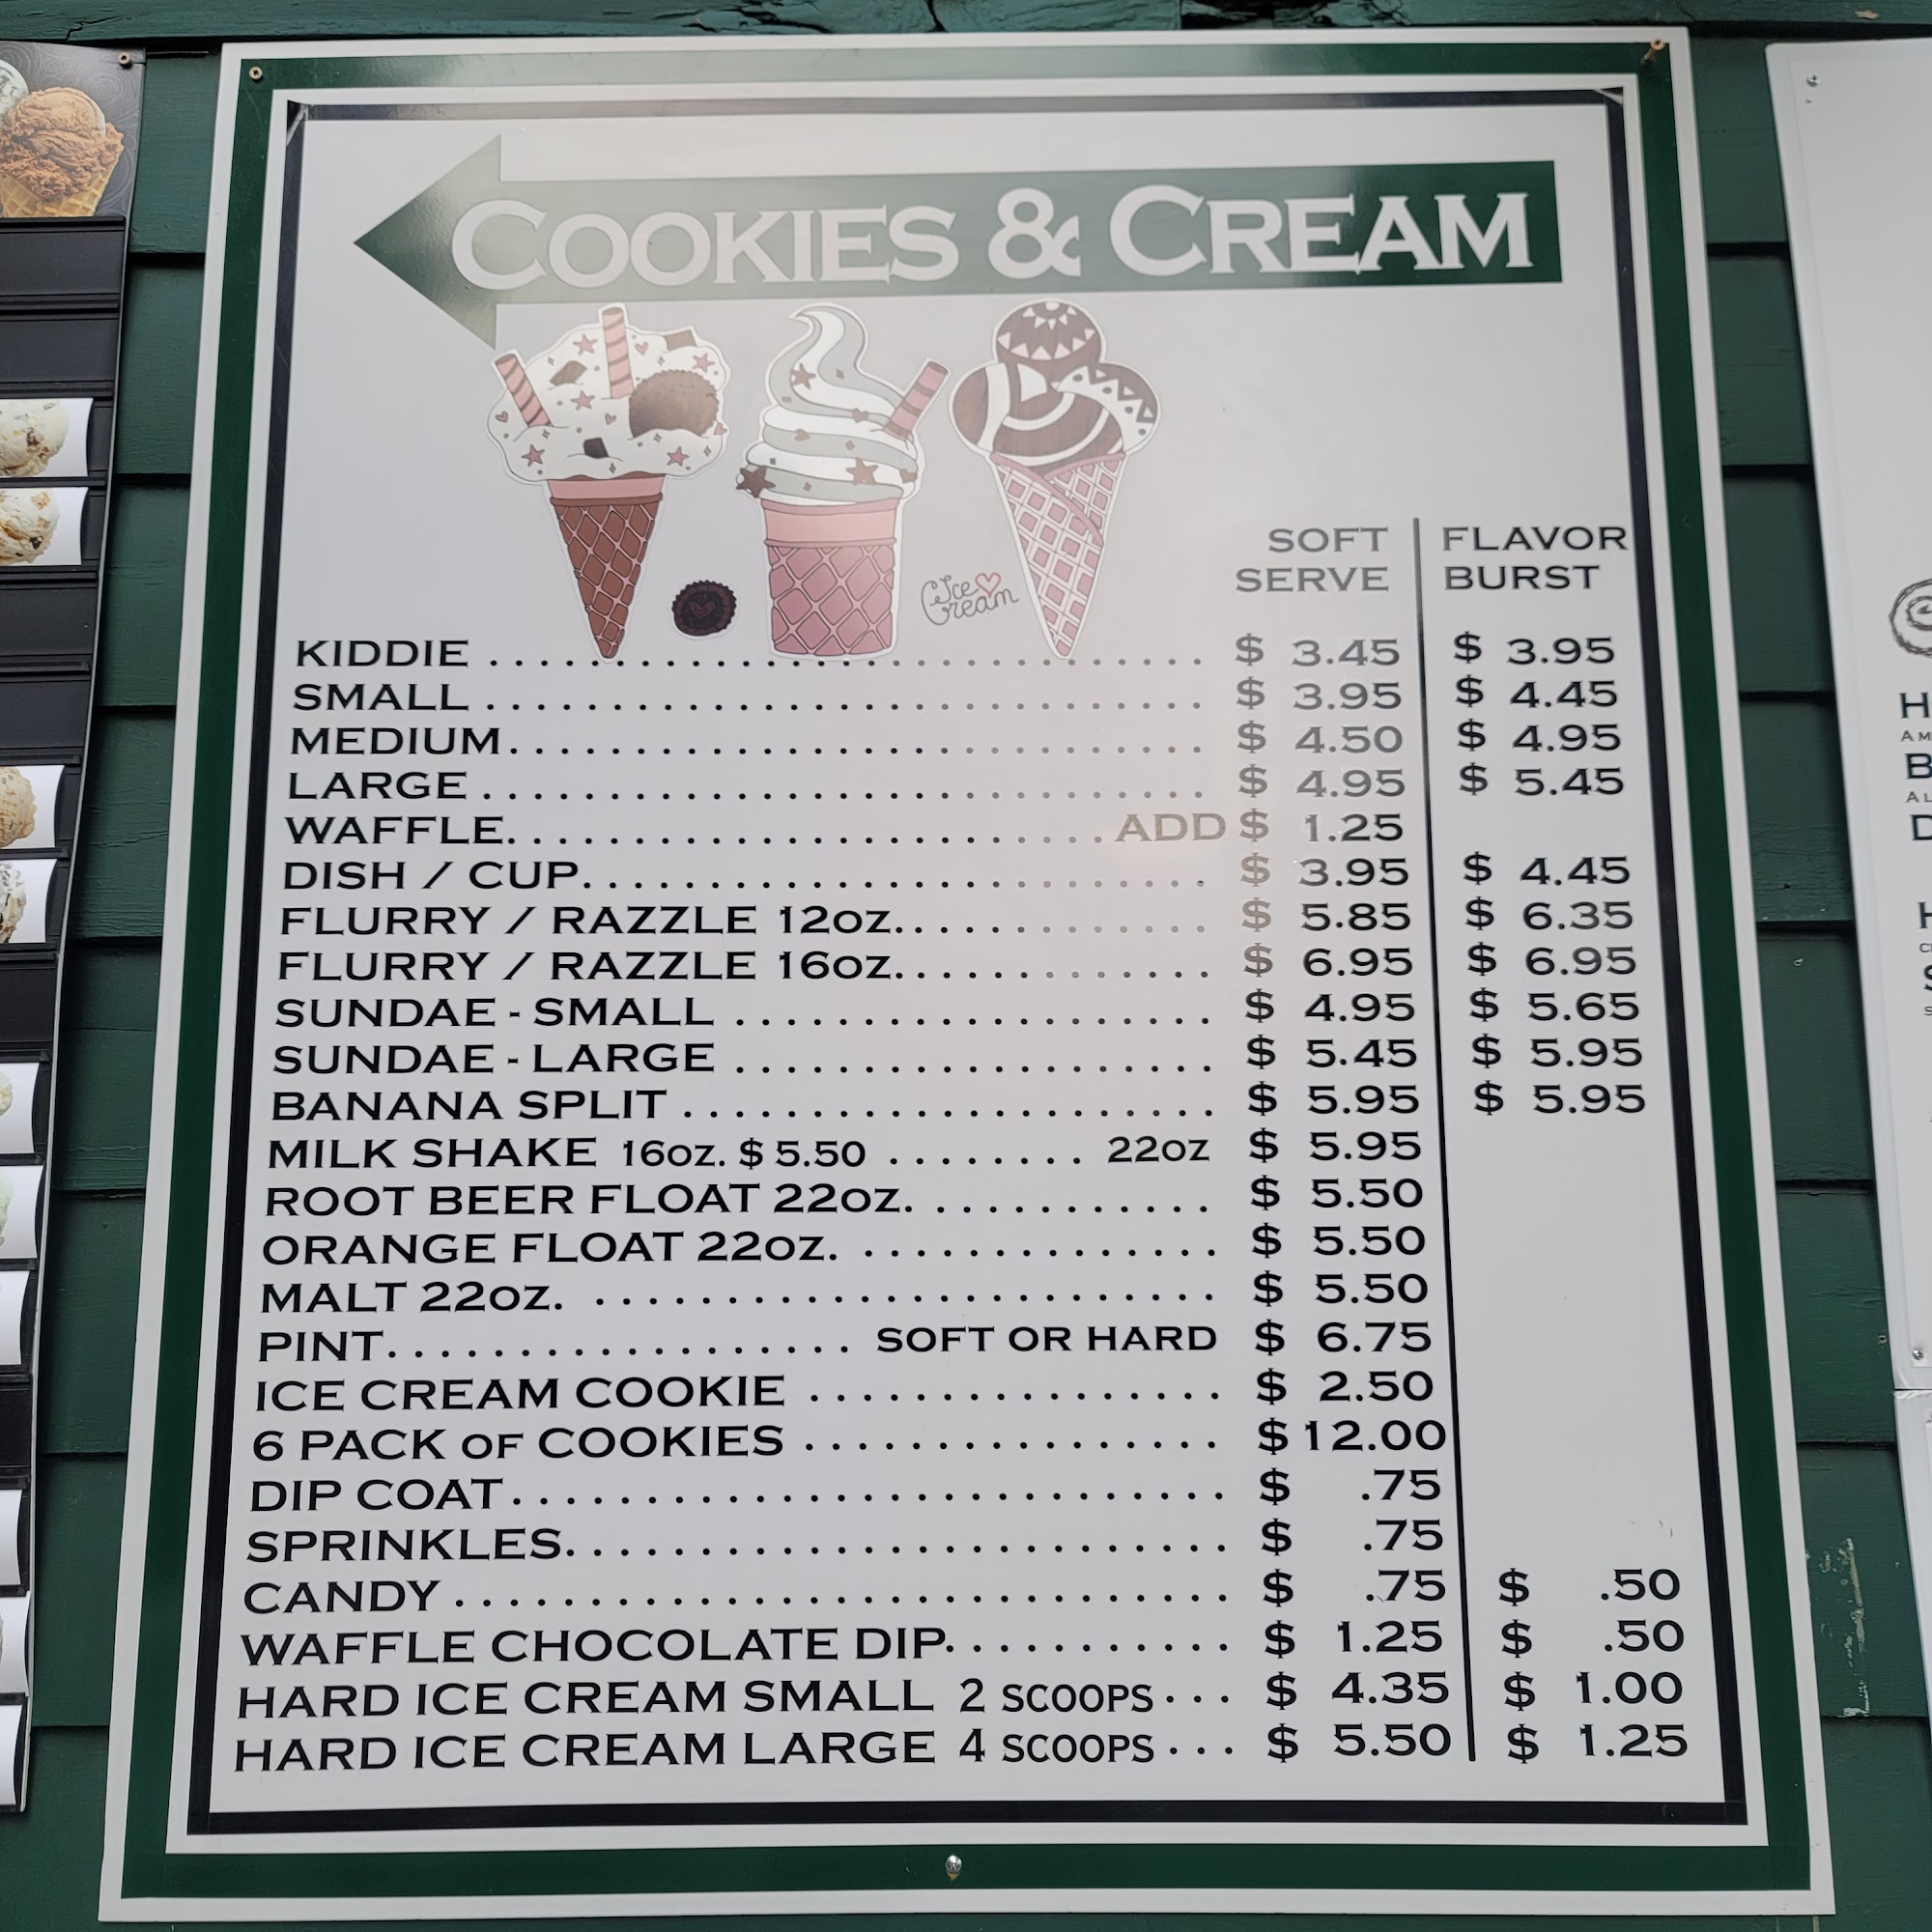 COOKIES & CREAM
Ice Cream
SOFT SERVE | FLAVOR BURST
KIDDIE ............................ $ 3.45 $ 3.95
SMALL ............................ $ 3.95 $ 4.45
MEDIUM............................ $ 4.50 $ 4.95
LARGE ............................ $ 4.95 $ 5.45
WAFFLE....................... ADD $ 1.25
DISH / CUP........................ $ 3.95 $ 4.45
FLURRY / RAZZLE 12oz............. $ 5.85 $ 6.35
FLURRY / RAZZLE 16oz............. $ 6.95 $ 6.95
SUNDAE - SMALL .................. $ 4.95 $ 5.65
SUNDAE - LARGE .................. $ 5.45 $ 5.95
BANANA SPLIT .................... $ 5.95 $ 5.95
MILK SHAKE 16oz. $ 5.50 ........ 22oz $ 5.95
ROOT BEER FLOAT 22oz. ........... $ 5.50
ORANGE FLOAT 22oz. .............. $ 5.50
MALT 22oz. ........................ $ 5.50
PINT.................. SOFT OR HARD $ 6.75
ICE CREAM COOKIE ................ $ 2.50
6 PACK OF COOKIES ................ $ 12.00
DIP COAT........................... $ .75
SPRINKLES......................... $ .75
CANDY ............................. $ .75 $ .50
WAFFLE CHOCOLATE DIP........... $ 1.25 $ .50
HARD ICE CREAM SMALL 2 SCOOPS ... $ 4.35 $ 1.00
HARD ICE CREAM LARGE 4 SCOOPS ... $ 5.50 $ 1.25